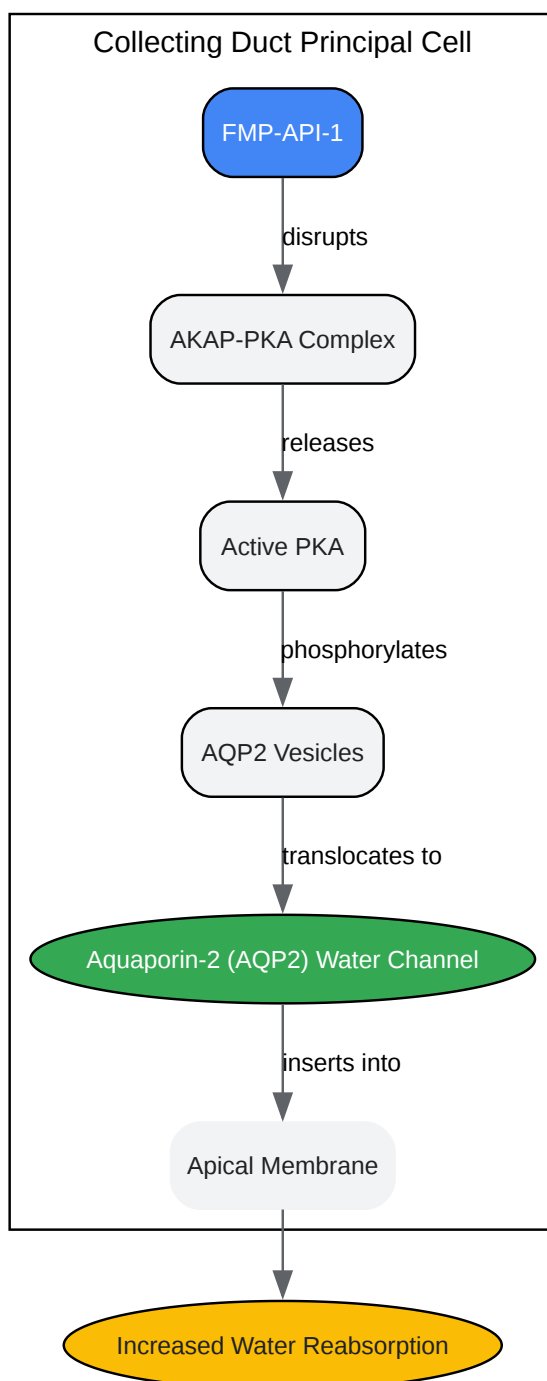 Collecting Duct Principal Cell
FMP-API-1
disrupts
AKAP-PKA Complex
releases
Active PKA
phosphorylates
AQP2 Vesicles
translocates to
Aquaporin-2 (AQP2) Water Channel
inserts into
Apical Membrane
Increased Water Reabsorption